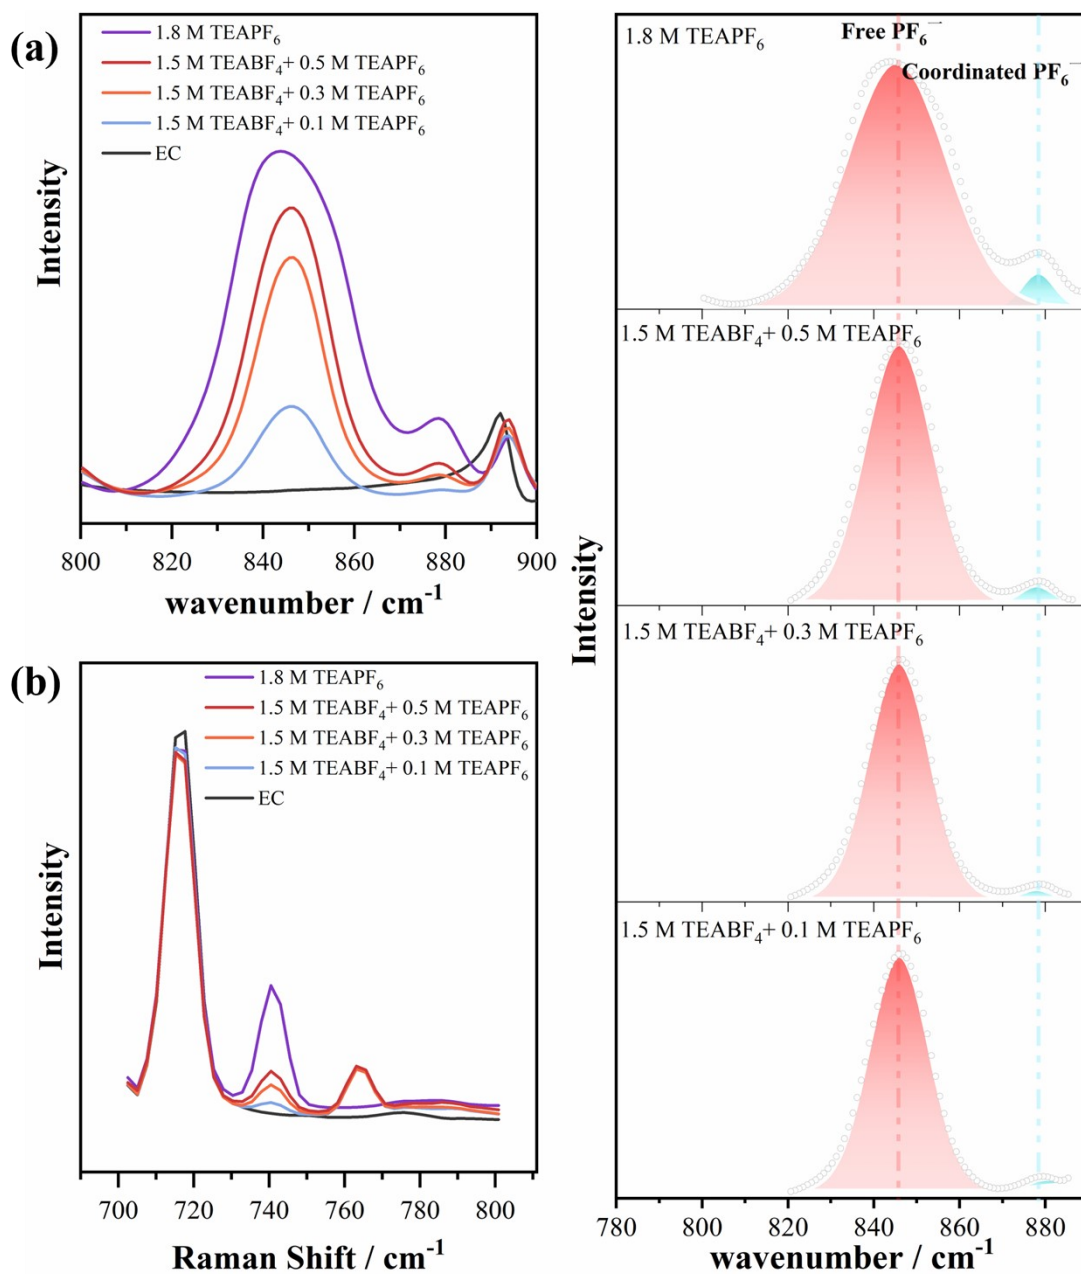 (a)
1.8 M TEAPF₆
1.5 M TEABF₄+ 0.5 M TEAPF₆
1.5 M TEABF₄+ 0.3 M TEAPF₆
1.5 M TEABF₄+ 0.1 M TEAPF₆
EC
Intensity
800 820 840 860 880 900
wavenumber / cm⁻¹
(b)
1.8 M TEAPF₆
1.5 M TEABF₄+ 0.5 M TEAPF₆
1.5 M TEABF₄+ 0.3 M TEAPF₆
1.5 M TEABF₄+ 0.1 M TEAPF₆
EC
Intensity
700 720 740 760 780 800
Raman Shift / cm⁻¹
1.8 M TEAPF₆
Free PF₆⁻
Coordinated PF₆⁻
1.5 M TEABF₄+ 0.5 M TEAPF₆
1.5 M TEABF₄+ 0.3 M TEAPF₆
1.5 M TEABF₄+ 0.1 M TEAPF₆
Intensity
780 800 820 840 860 880
wavenumber / cm⁻¹